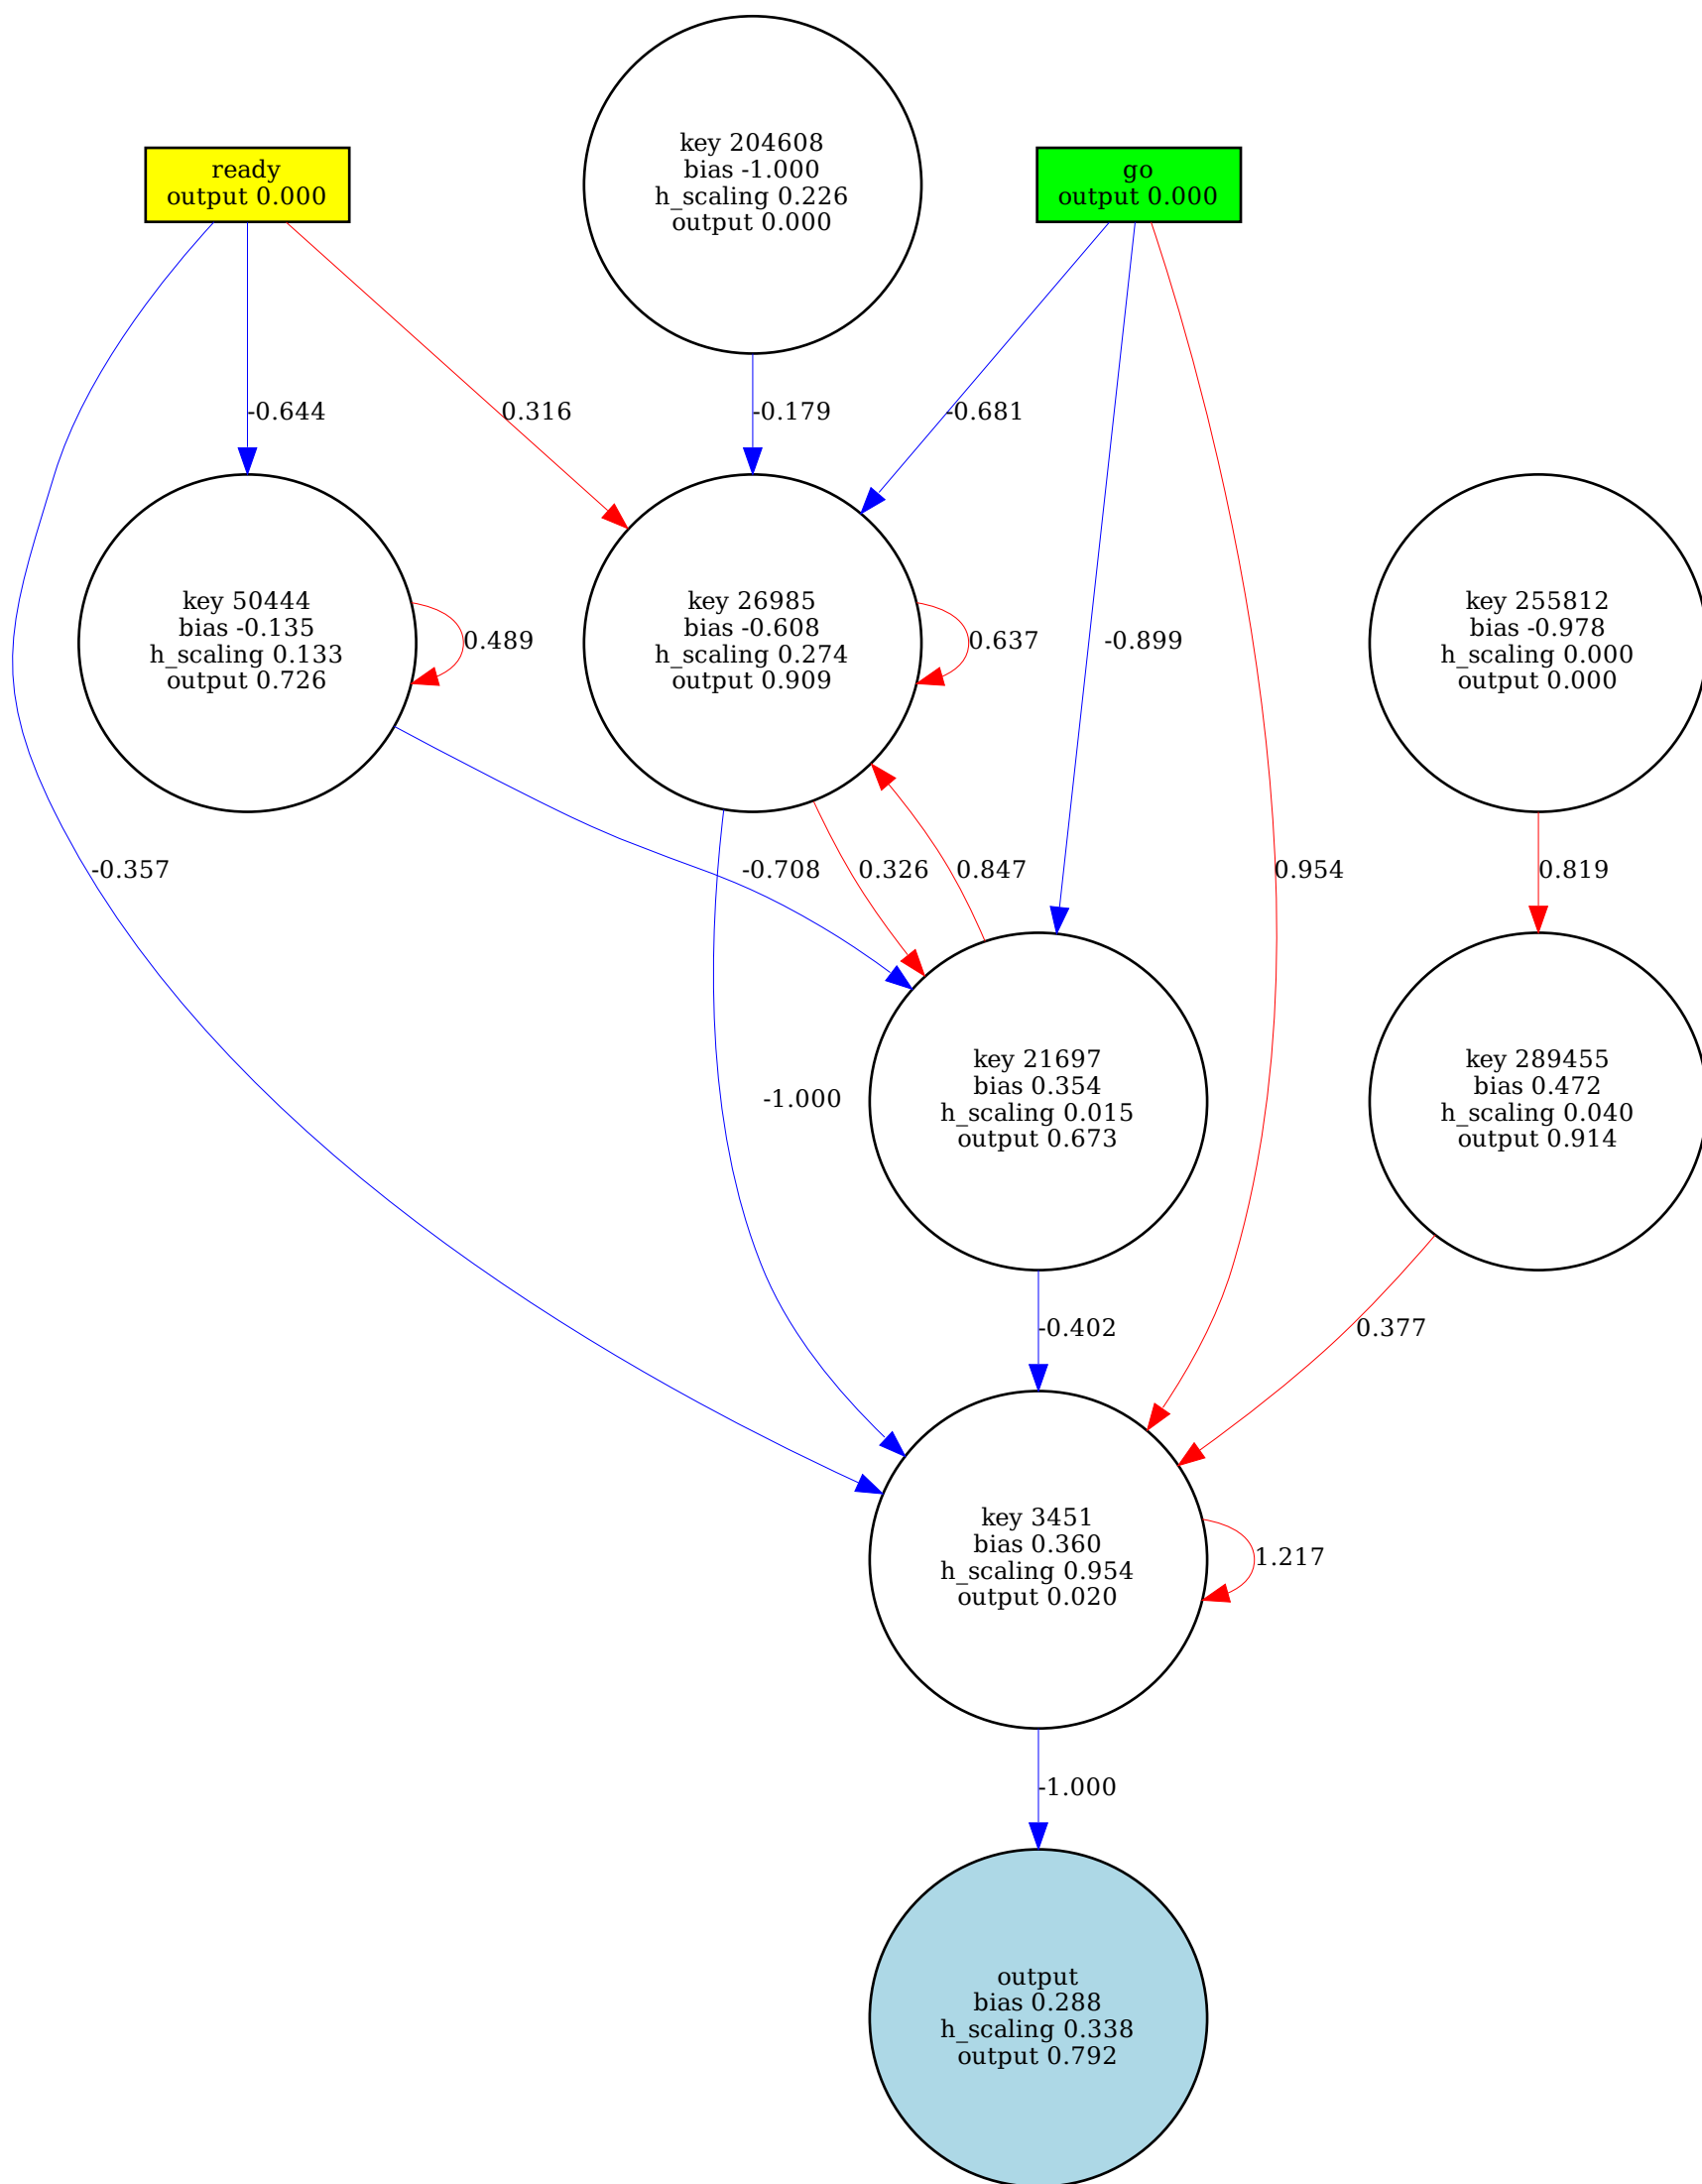 key 204608
bias -1.000
h_scaling 0.226
output 0.000
ready
output 0.000
go
output 0.000
-0.644
0.316
-0.179
-0.681
key 50444
bias -0.135
h_scaling 0.133
output 0.726
0.489
key 26985
bias -0.608
h_scaling 0.274
output 0.909
0.637
-0.899
key 255812
bias -0.978
h_scaling 0.000
output 0.000
-0.357
-0.708
0.326
0.847
0.954
0.819
-1.000
key 21697
bias 0.354
h_scaling 0.015
output 0.673
key 289455
bias 0.472
h_scaling 0.040
output 0.914
-0.402
0.377
key 3451
bias 0.360
h_scaling 0.954
output 0.020
1.217
-1.000
output
bias 0.288
h_scaling 0.338
output 0.792